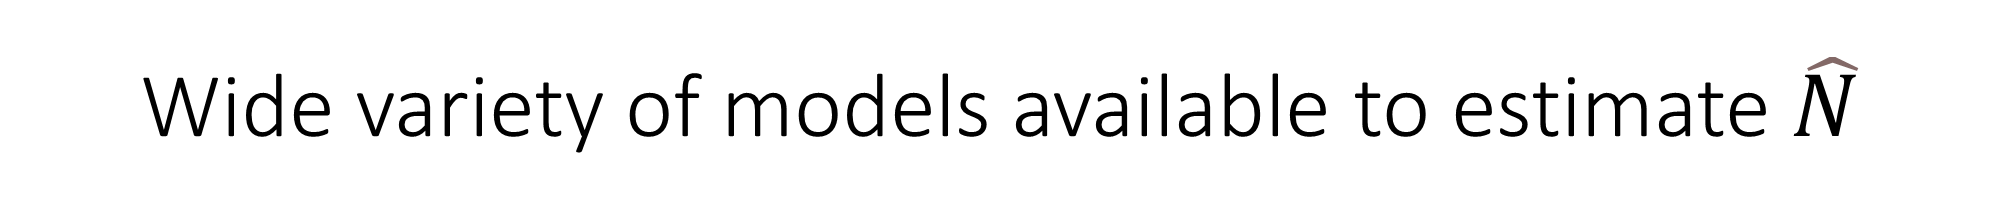 Wide variety of models available to estimate N̂